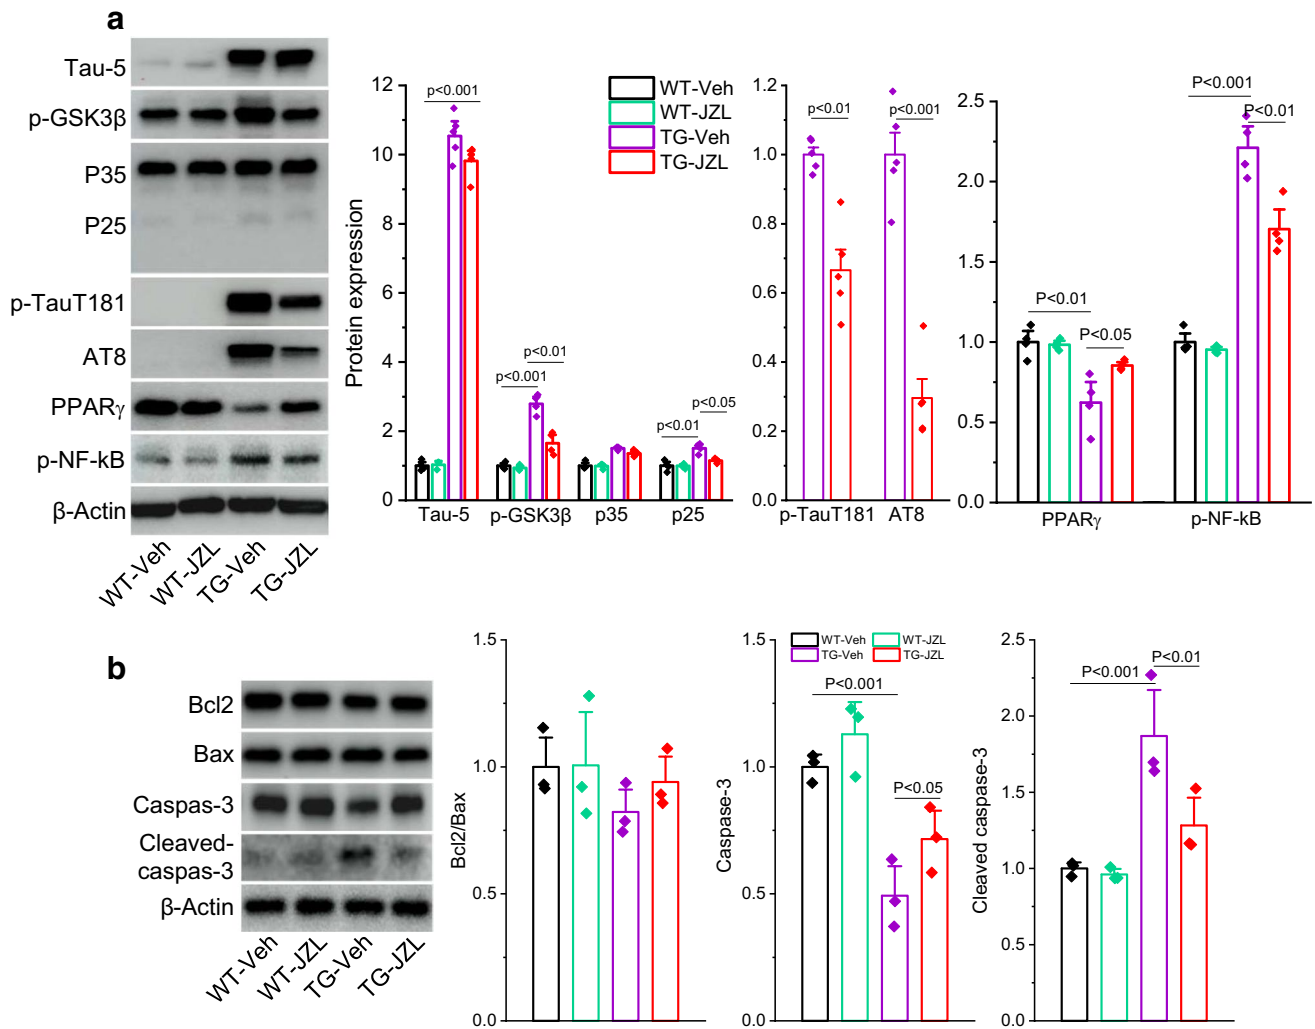 a
Tau-5
p-GSK3β
P35
P25
p-TauT181
AT8
PPARγ
p-NF-kB
β-Actin
WT-Veh
WT-JZL
TG-Veh
TG-JZL
Protein expression
12
10
8
6
4
2
0
p<0.001
p<0.001
p<0.01
p<0.01
p<0.05
Tau-5
p-GSK3β
p35
p25
WT-Veh
WT-JZL
TG-Veh
TG-JZL
1.2
1.0
0.8
0.6
0.4
0.2
0.0
p<0.01
p<0.001
p-TauT181
AT8
2.5
2.0
1.5
1.0
0.5
0.0
P<0.01
P<0.05
P<0.001
P<0.01
PPARγ
p-NF-kB
b
Bcl2
Bax
Caspas-3
Cleaved-
caspas-3
β-Actin
WT-Veh
WT-JZL
TG-Veh
TG-JZL
Bcl2/Bax
1.5
1.0
0.5
0.0
Caspase-3
1.5
1.0
0.5
0.0
WT-Veh
WT-JZL
TG-Veh
TG-JZL
P<0.001
P<0.05
Cleaved caspase-3
2.5
2.0
1.5
1.0
0.5
0.0
P<0.001
P<0.01